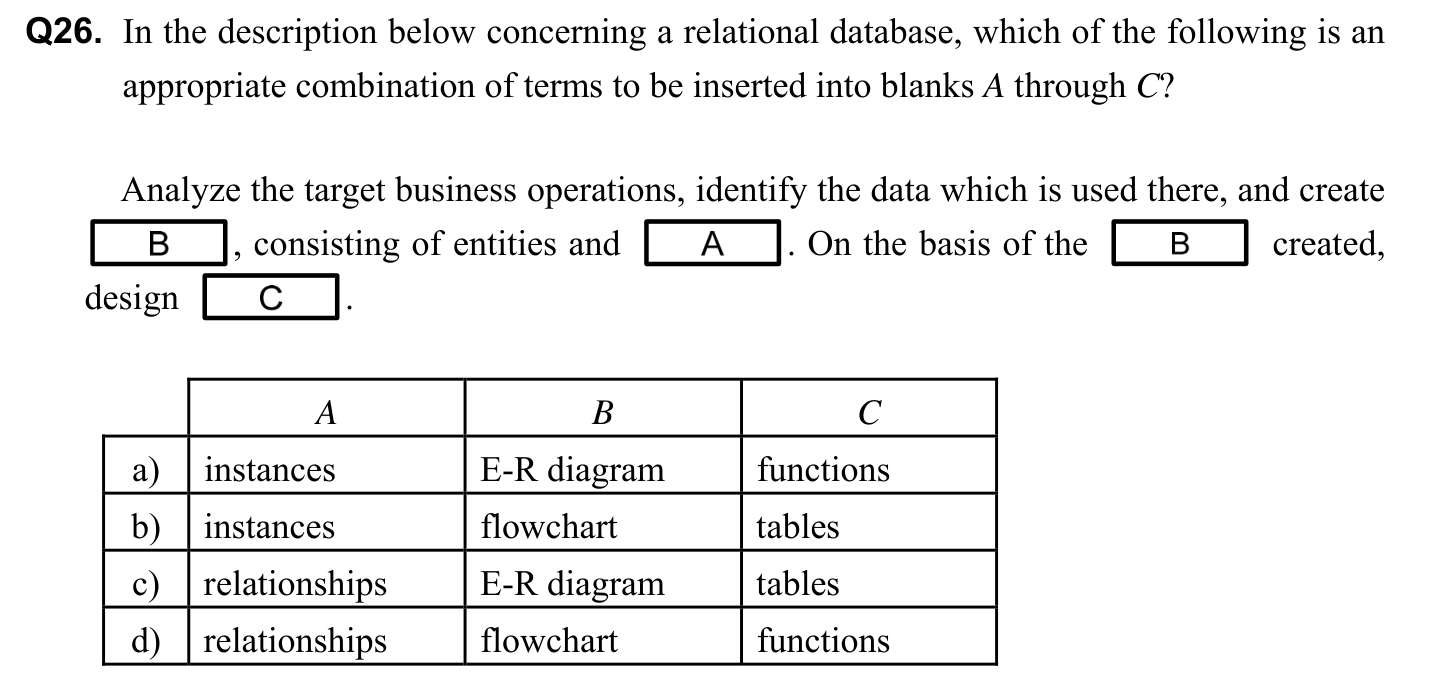 Q26. In the description below concerning a relational database, which of the following is an
appropriate combination of terms to be inserted into blanks A through C?
Analyze the target business operations, identify the data which is used there, and create
B , consisting of entities and A . On the basis of the B created,
design C .
A B C
a) instances E-R diagram functions
b) instances flowchart tables
c) relationships E-R diagram tables
d) relationships flowchart functions